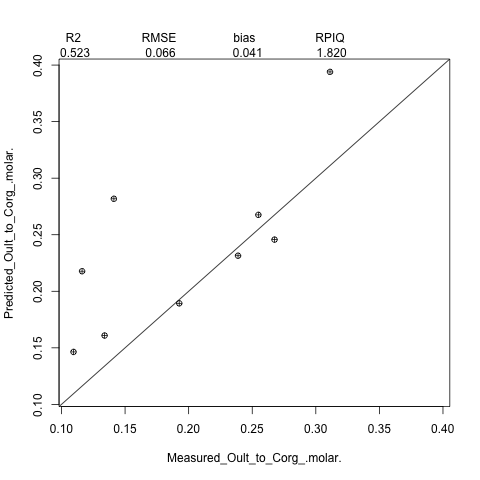 R2 RMSE bias RPIQ
0.523 0.066 0.041 1.820
0.40
0.35
0.30
0.25
0.20
0.15
0.10
Predicted_Oult_to_Corg_.molar.
0.10 0.15 0.20 0.25 0.30 0.35 0.40
Measured_Oult_to_Corg_.molar.